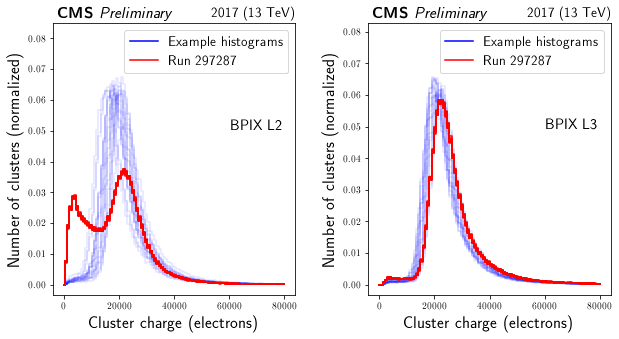 CMS Preliminary 2017 (13 TeV)
Example histograms
Run 297287
BPIX L2
Number of clusters (normalized)
0.08
0.07
0.06
0.05
0.04
0.03
0.02
0.01
0.00
0 20000 40000 60000 80000
Cluster charge (electrons)
CMS Preliminary 2017 (13 TeV)
Example histograms
Run 297287
BPIX L3
Number of clusters (normalized)
0.08
0.07
0.06
0.05
0.04
0.03
0.02
0.01
0.00
0 20000 40000 60000 80000
Cluster charge (electrons)